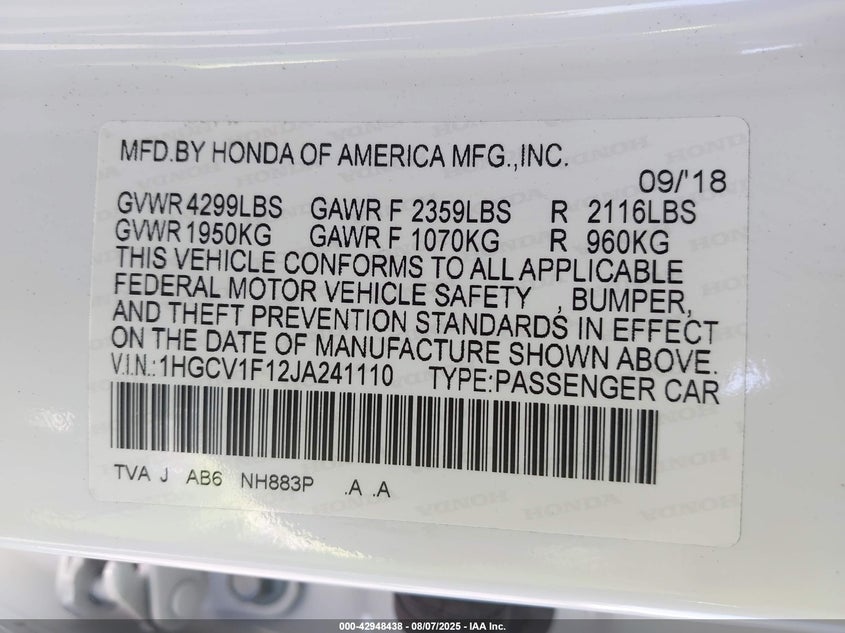 MFD.BY HONDA OF AMERICA MFG.,INC.
09/'18
GVWR 4299LBS GAWR F 2359LBS R 2116LBS
GVWR 1950KG GAWR F 1070KG R 960KG
THIS VEHICLE CONFORMS TO ALL APPLICABLE
FEDERAL MOTOR VEHICLE SAFETY , BUMPER,
AND THEFT PREVENTION STANDARDS IN EFFECT
ON THE DATE OF MANUFACTURE SHOWN ABOVE.
V.I.N.:1HGCV1F12JA241110 TYPE:PASSENGER CAR
TVA J AB6 NH883P .A .A
000-42948438 - 08/07/2025 - IAA Inc.